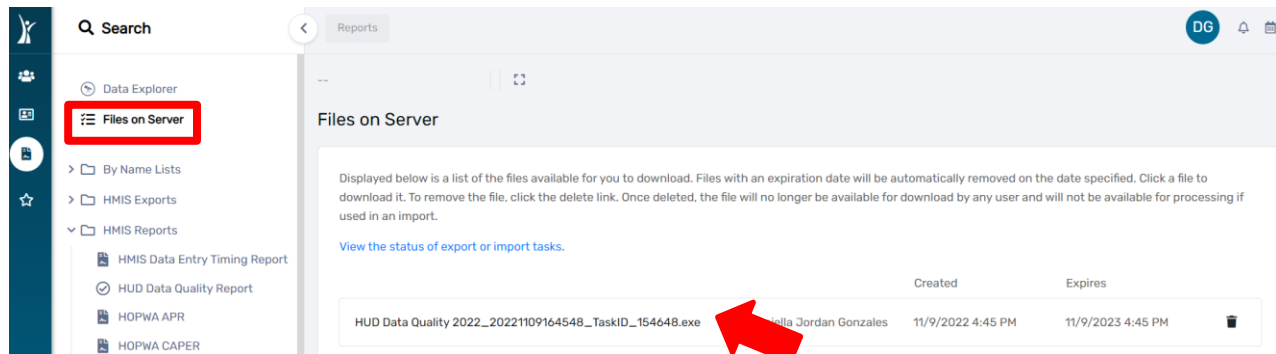 Search
Reports
DG
Data Explorer
--
Files on Server
Files on Server
By Name Lists
Displayed below is a list of the files available for you to download. Files with an expiration date will be automatically removed on the date specified. Click a file to
download it. To remove the file, click the delete link. Once deleted, the file will no longer be available for download by any user and will not be available for processing if
used in an import.
HMIS Exports
HMIS Reports
View the status of export or import tasks.
HMIS Data Entry Timing Report
HUD Data Quality Report
Created Expires
HOPWA APR
HUD Data Quality 2022_20221109164548_TaskID_154648.exe Jordan Gonzales 11/9/2022 4:45 PM 11/9/2023 4:45 PM
HOPWA CAPER